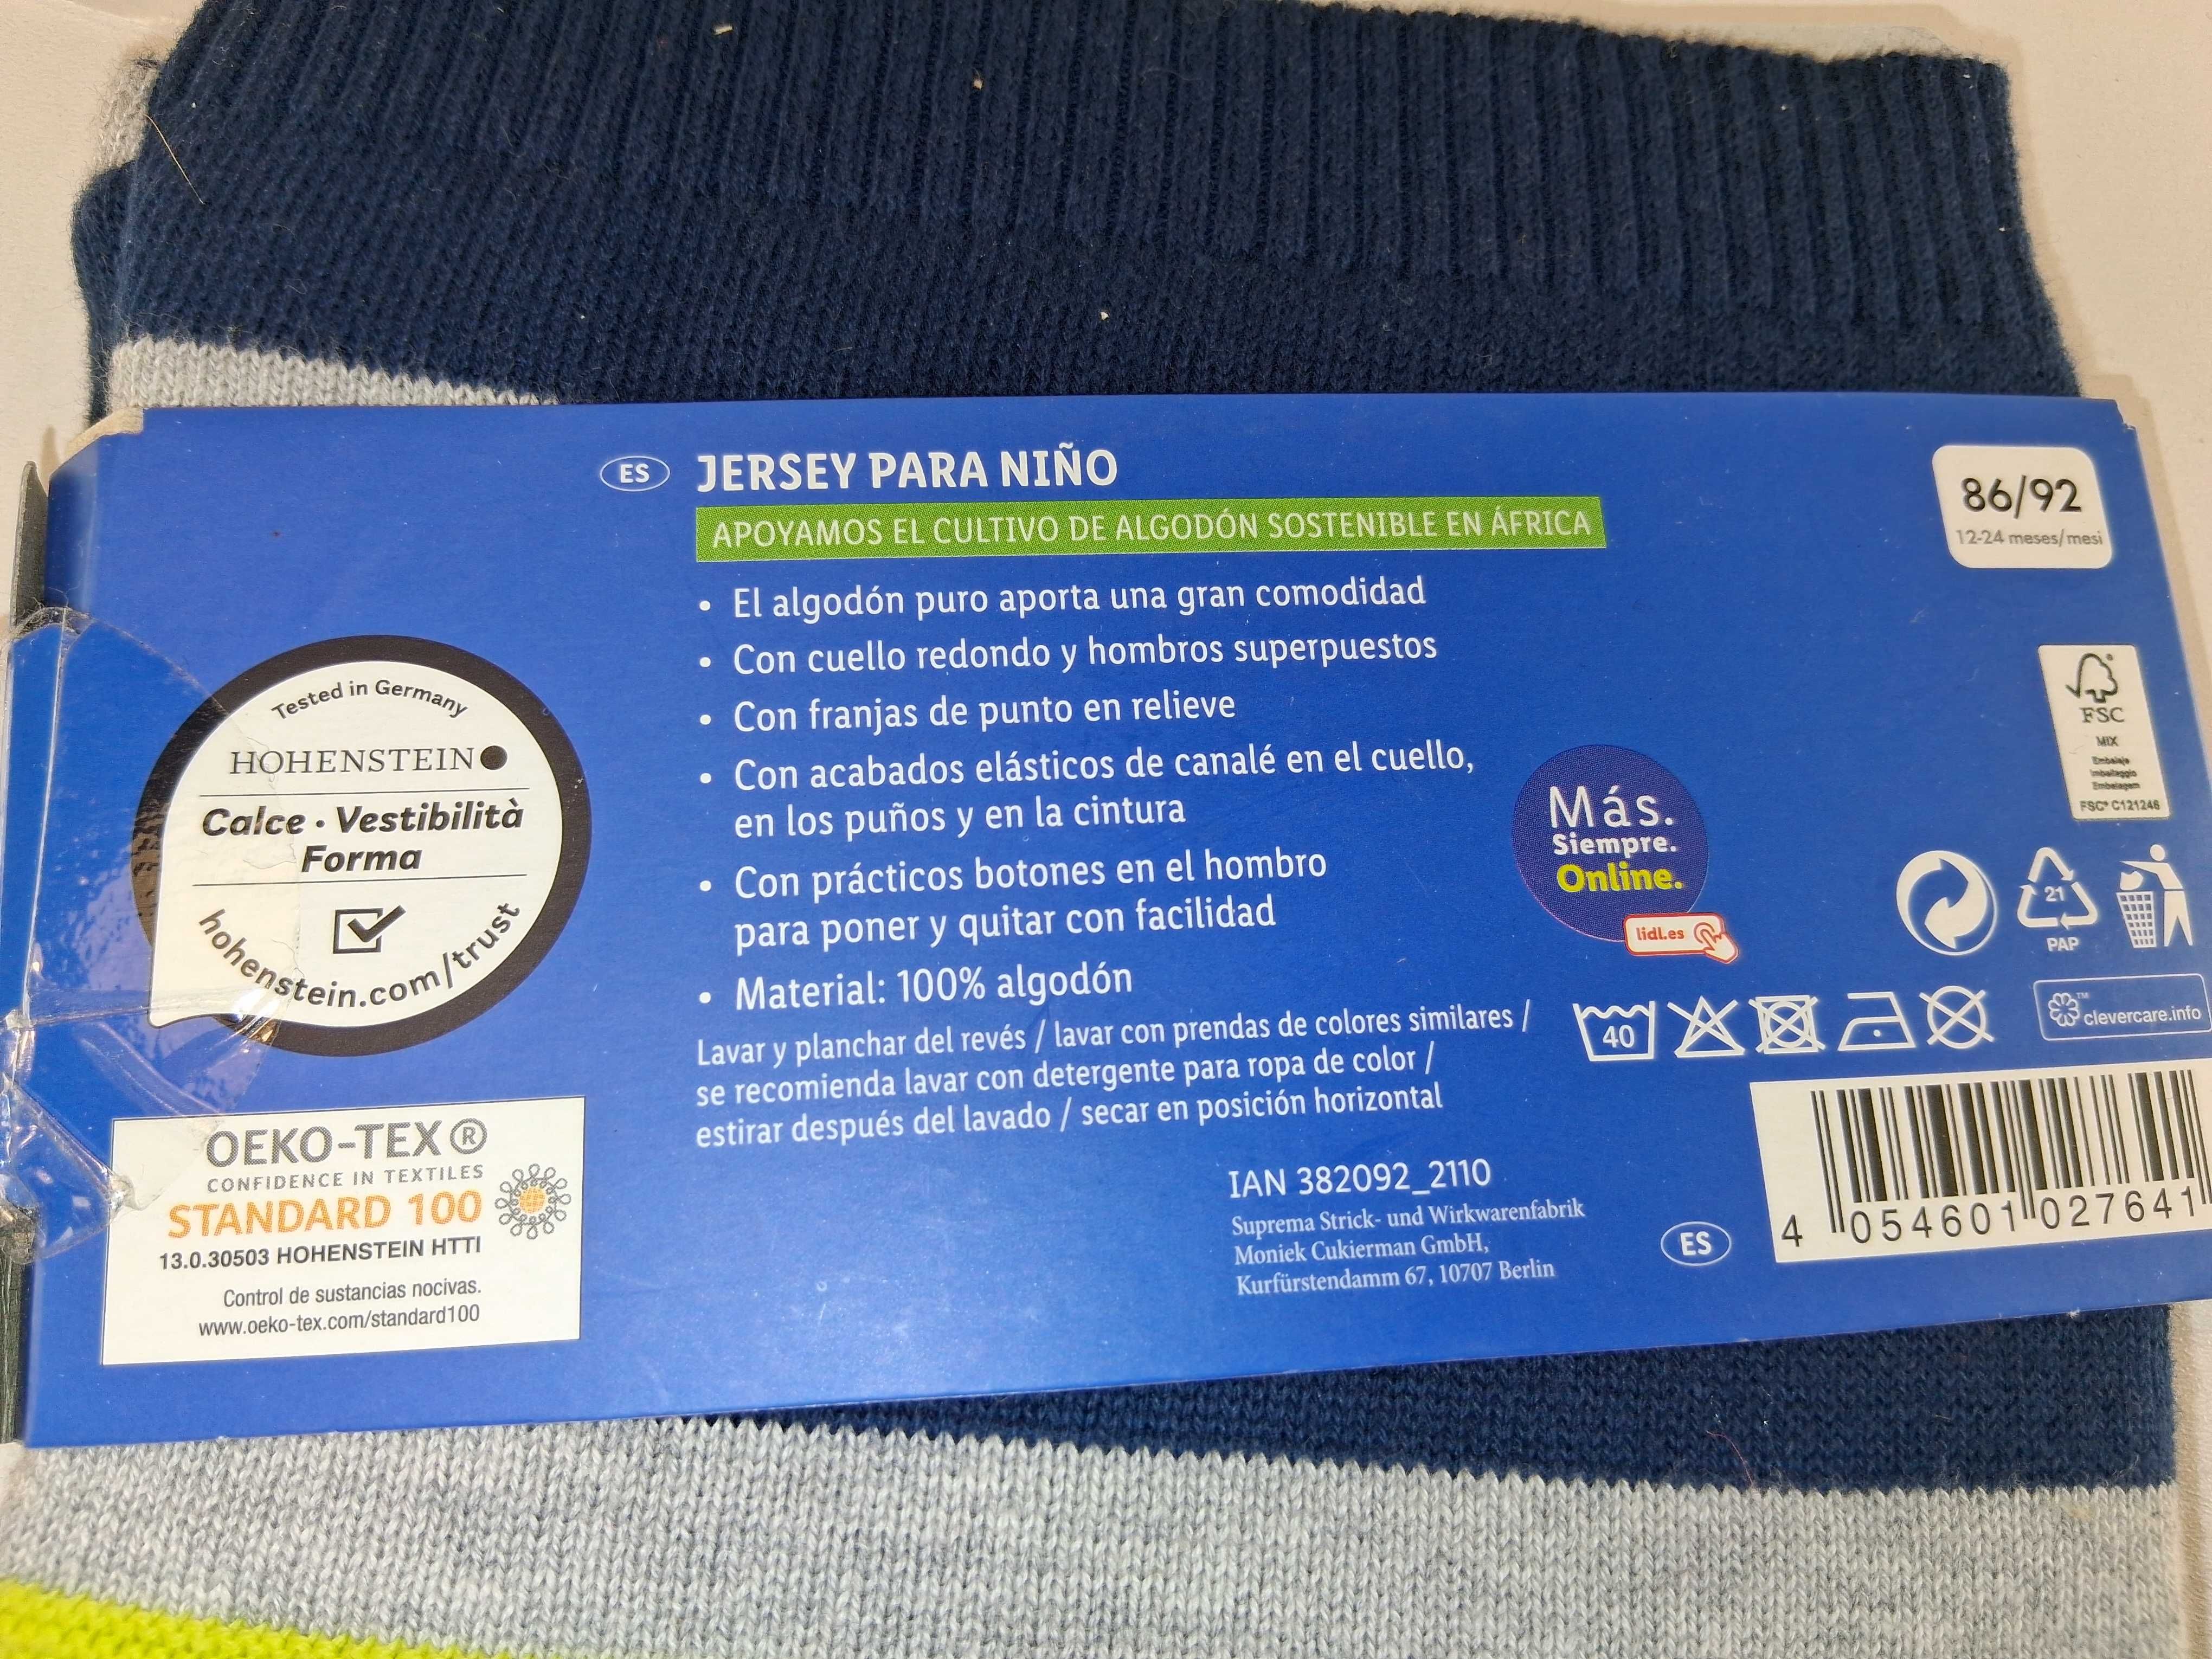 ES JERSEY PARA NIÑO
APOYAMOS EL CULTIVO DE ALGODÓN SOSTENIBLE EN ÁFRICA
• El algodón puro aporta una gran comodidad
• Con cuello redondo y hombros superpuestos
• Con franjas de punto en relieve
• Con acabados elásticos de canalé en el cuello,
en los puños y en la cintura
• Con prácticos botones en el hombro
para poner y quitar con facilidad
• Material: 100% algodón
Lavar y planchar del revés / lavar con prendas de colores similares /
se recomienda lavar con detergente para ropa de color /
estirar después del lavado / secar en posición horizontal
IAN 382092_2110
Suprema Strick- und Wirkwarenfabrik
Moniek Cukierman GmbH,
Kurfürstendamm 67, 10707 Berlin
ES
86/92
12-24 meses/mesi
FSC
MIX
Embalaje
Imballaggio
Embalagem
FSC® C121246
Más.
Siempre.
Online.
lidl.es
21
PAP
40
™
clevercare.info
4 054601 027641
Tested in Germany
HOHENSTEIN
Calce • Vestibilità
Forma
hohenstein.com/trust
OEKO-TEX®
CONFIDENCE IN TEXTILES
STANDARD 100
13.0.30503 HOHENSTEIN HTTI
Control de sustancias nocivas.
www.oeko-tex.com/standard100